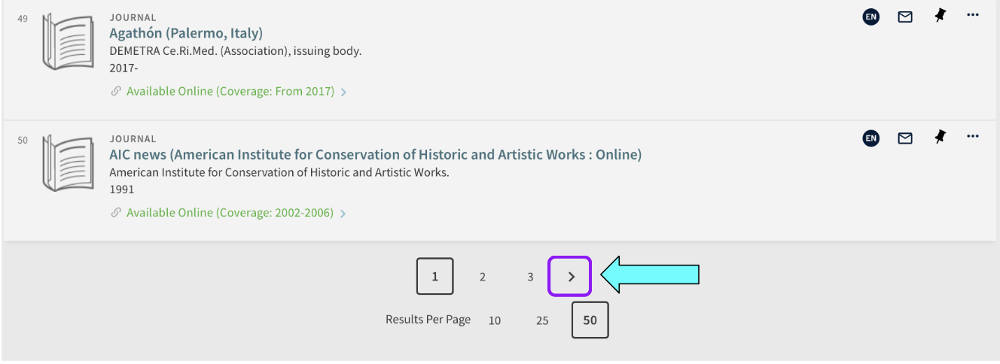 49
JOURNAL
EN
Agathón (Palermo, Italy)
DEMETRA Ce.Ri.Med. (Association), issuing body.
2017-
Available Online (Coverage: From 2017)
50
JOURNAL
EN
AIC news (American Institute for Conservation of Historic and Artistic Works : Online)
American Institute for Conservation of Historic and Artistic Works.
1991
Available Online (Coverage: 2002-2006)
1 2 3
Results Per Page 10 25 50